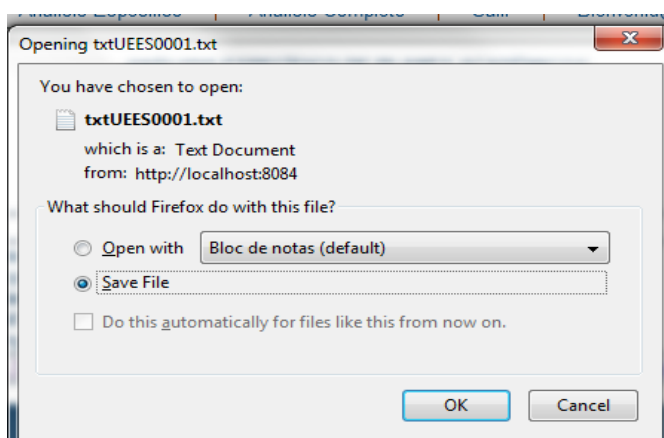 Opening txtUEES0001.txt
You have chosen to open:
txtUEES0001.txt
which is a: Text Document
from: http://localhost:8084
What should Firefox do with this file?
Open with Bloc de notas (default)
Save File
Do this automatically for files like this from now on.
OK Cancel